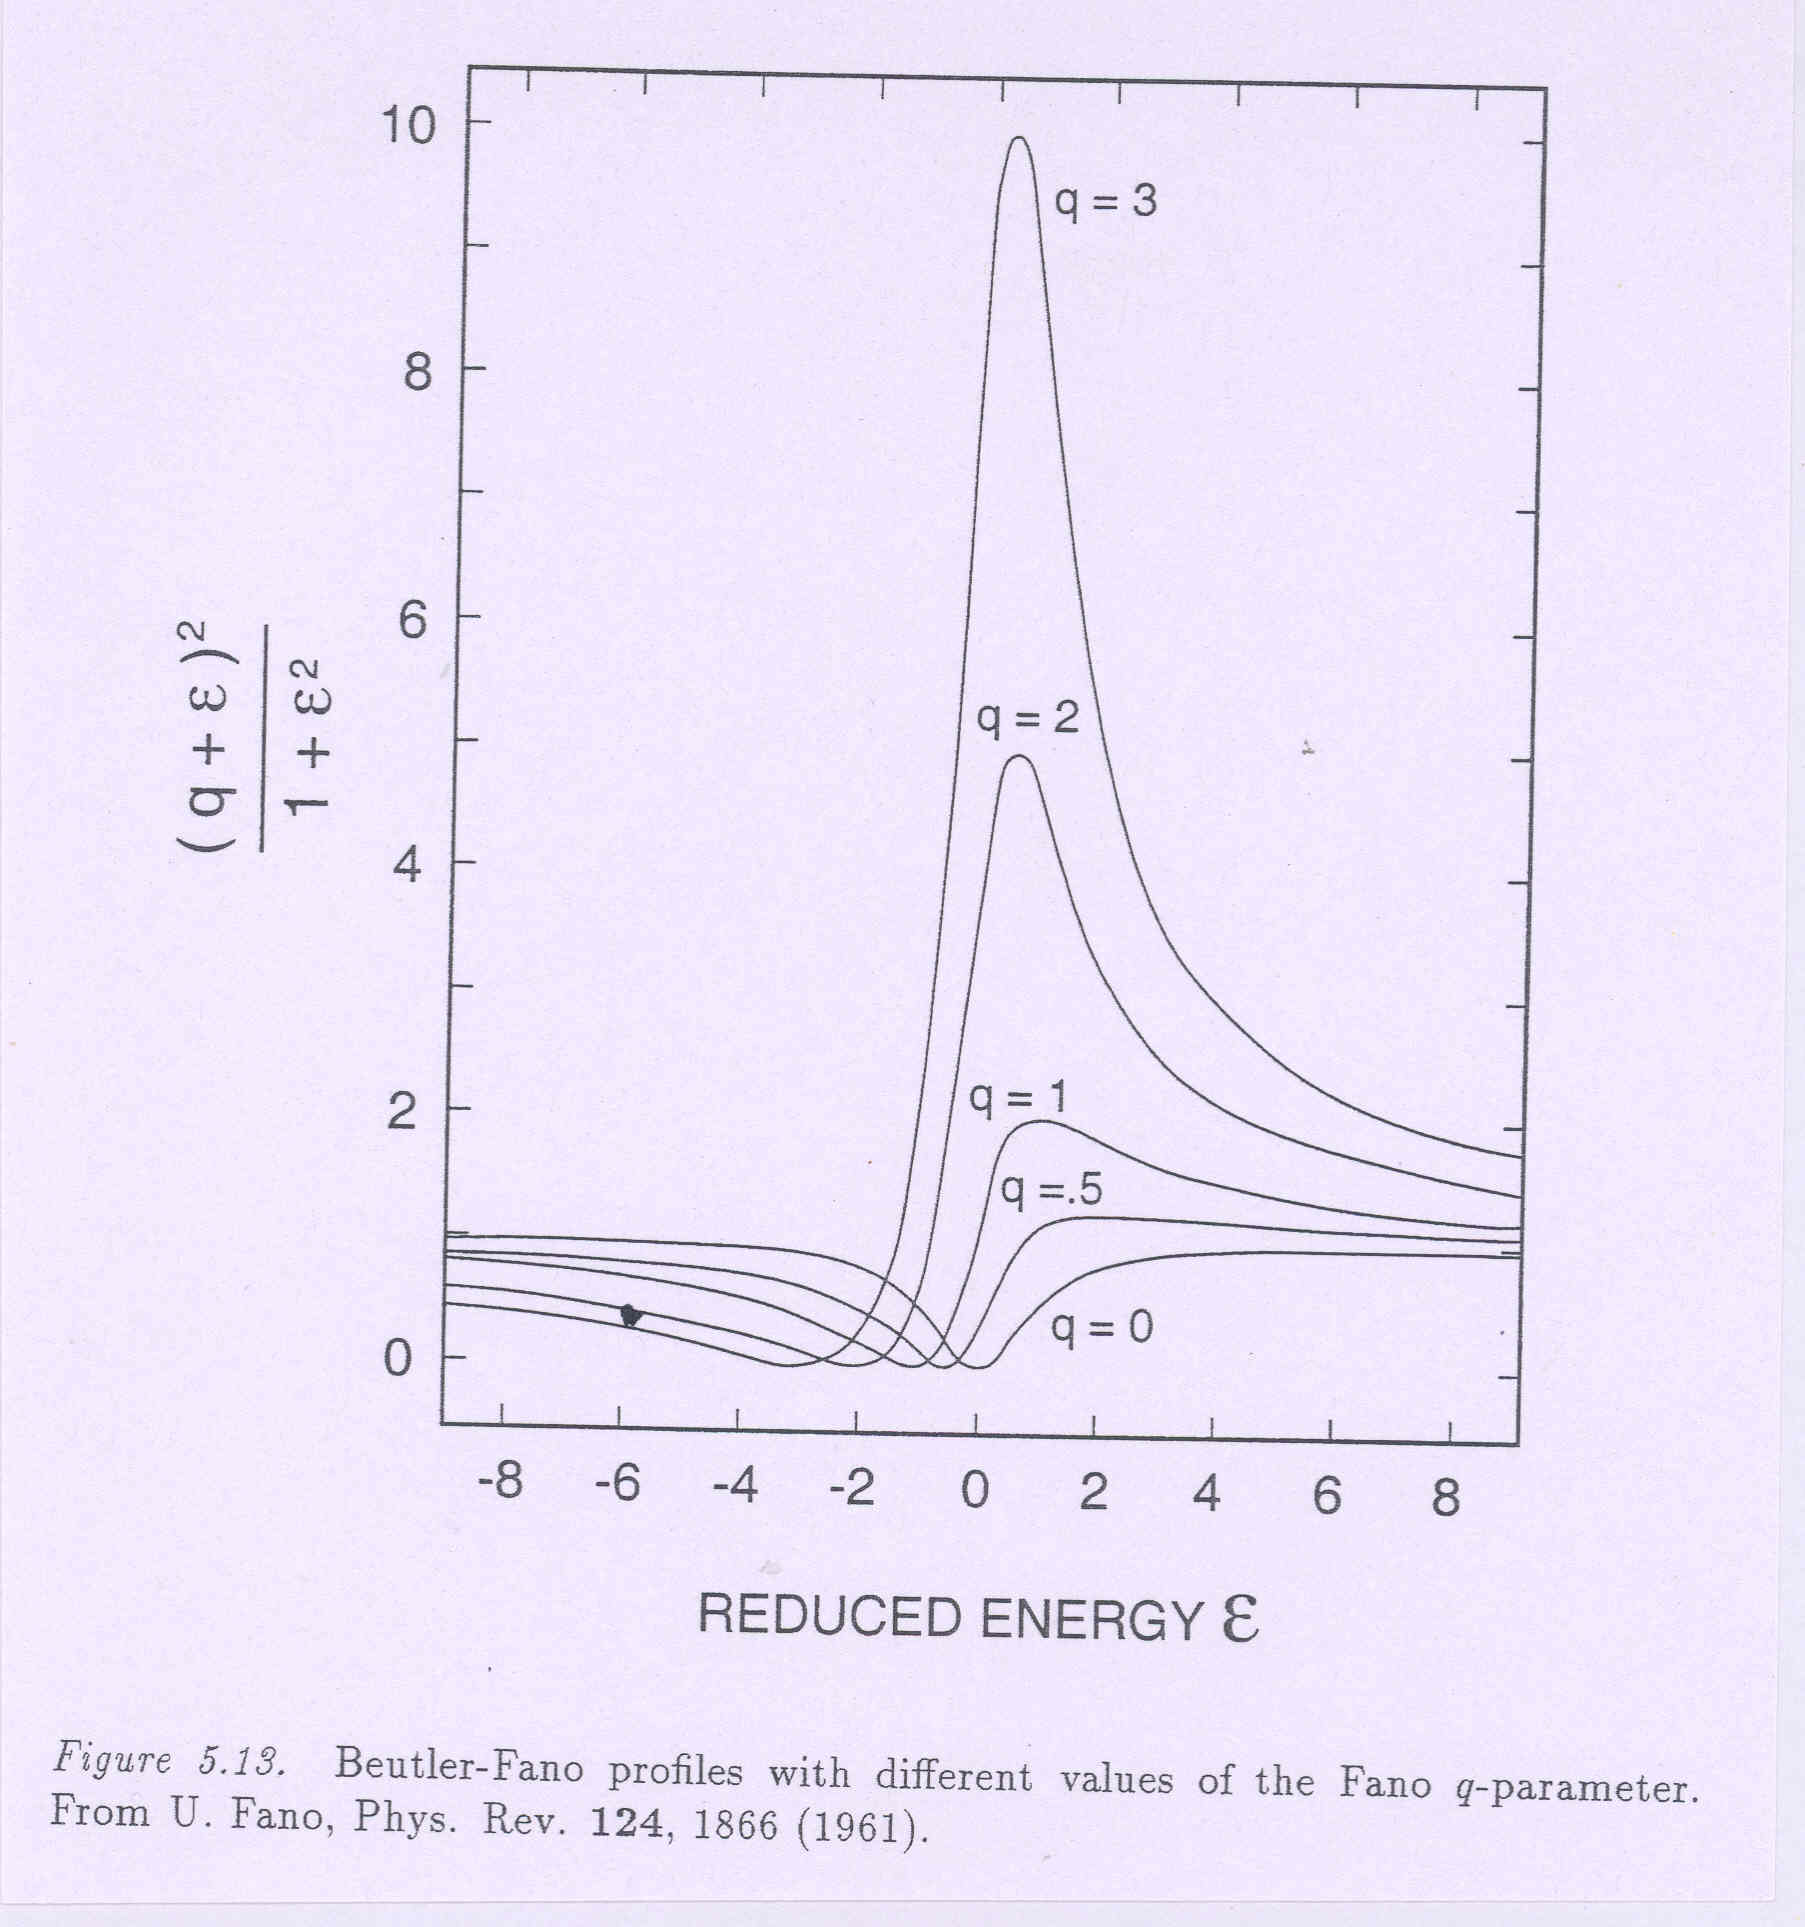 10
8
6
4
2
0
(q + ε)²
1 + ε²
q = 3
q = 2
q = 1
q =.5
q = 0
-8 -6 -4 -2 0 2 4 6 8
REDUCED ENERGY ε
Figure 5.13. Beutler-Fano profiles with different values of the Fano q-parameter.
From U. Fano, Phys. Rev. 124, 1866 (1961).